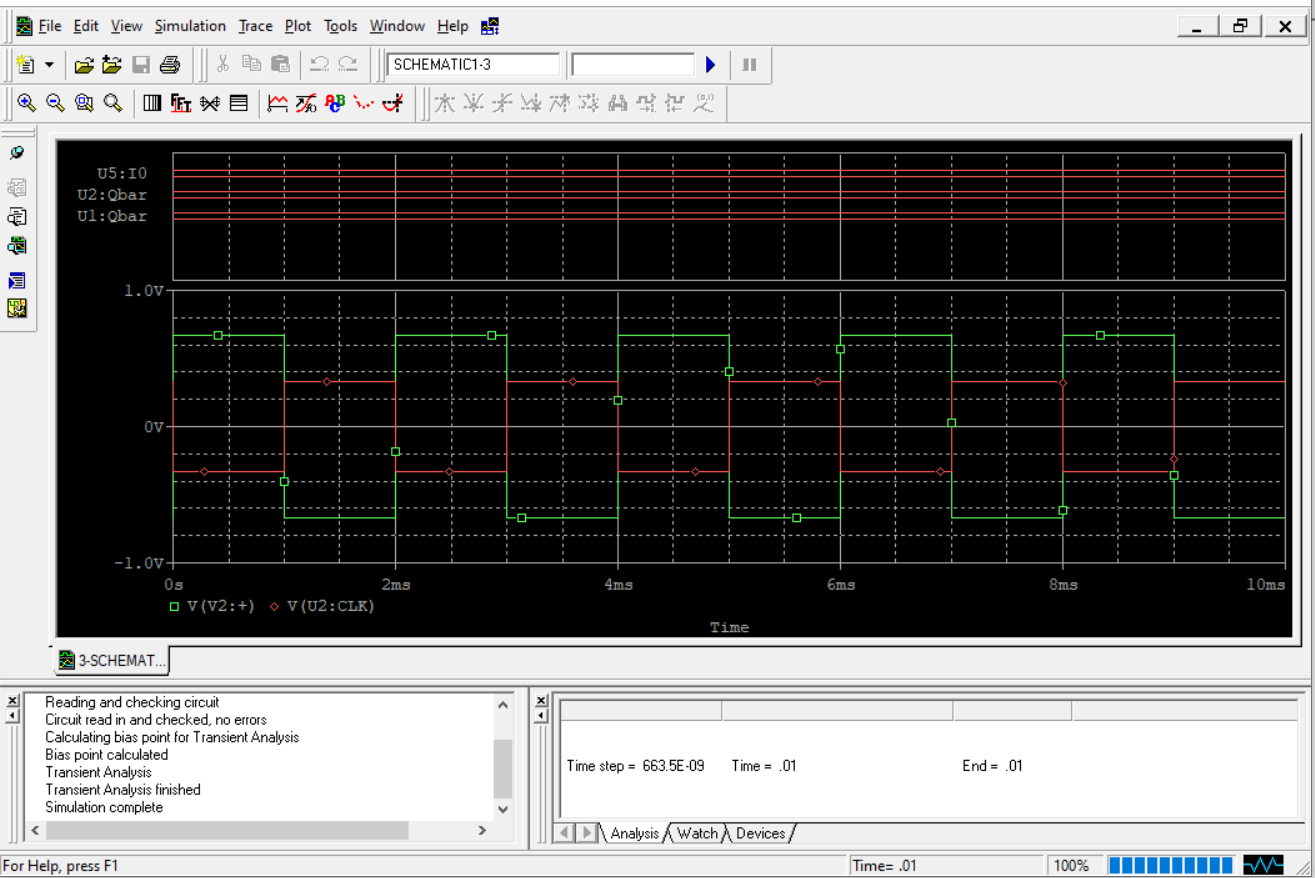 File Edit View Simulation Trace Plot Tools Window Help
SCHEMATIC1-3
U5:I0
U2:Qbar
U1:Qbar
1.0V
0V
-1.0V
0s 2ms 4ms 6ms 8ms 10ms
V(V2:+) V(U2:CLK)
Time
3-SCHEMAT...
Reading and checking circuit
Circuit read in and checked, no errors
Calculating bias point for Transient Analysis
Bias point calculated
Transient Analysis
Transient Analysis finished
Simulation complete
Time step = 663.5E-09 Time = .01 End = .01
Analysis Watch Devices
For Help, press F1 Time= .01 100%